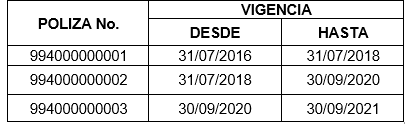 POLIZA No. VIGENCIA
DESDE HASTA
994000000001 31/07/2016 31/07/2018
994000000002 31/07/2018 30/09/2020
994000000003 30/09/2020 30/09/2021